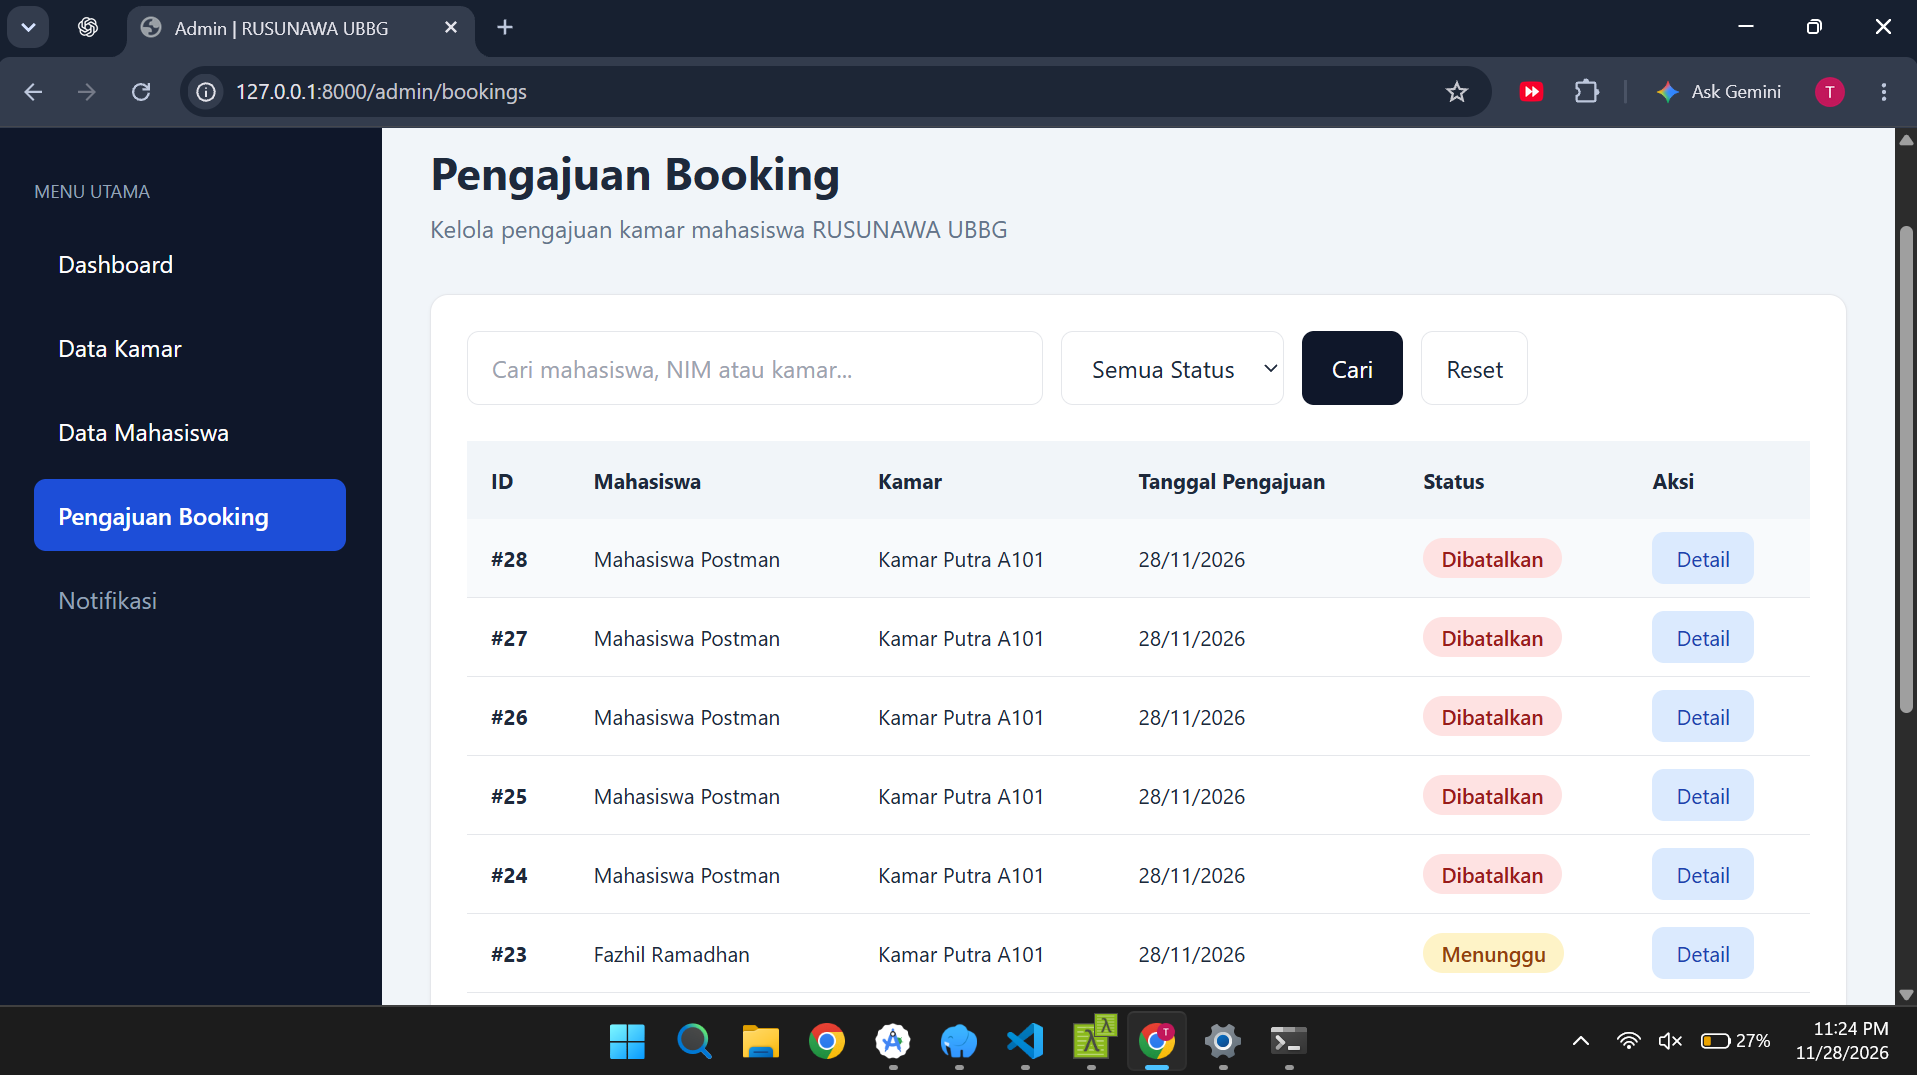 Admin | RUSUNAWA UBBG
127.0.0.1:8000/admin/bookings
Ask Gemini
T
MENU UTAMA
Dashboard
Data Kamar
Data Mahasiswa
Pengajuan Booking
Notifikasi
Pengajuan Booking
Kelola pengajuan kamar mahasiswa RUSUNAWA UBBG
Cari mahasiswa, NIM atau kamar... Semua Status Cari Reset
ID Mahasiswa Kamar Tanggal Pengajuan Status Aksi
#28 Mahasiswa Postman Kamar Putra A101 28/11/2026 Dibatalkan Detail
#27 Mahasiswa Postman Kamar Putra A101 28/11/2026 Dibatalkan Detail
#26 Mahasiswa Postman Kamar Putra A101 28/11/2026 Dibatalkan Detail
#25 Mahasiswa Postman Kamar Putra A101 28/11/2026 Dibatalkan Detail
#24 Mahasiswa Postman Kamar Putra A101 28/11/2026 Dibatalkan Detail
#23 Fazhil Ramadhan Kamar Putra A101 28/11/2026 Menunggu Detail
27%
11:24 PM
11/28/2026